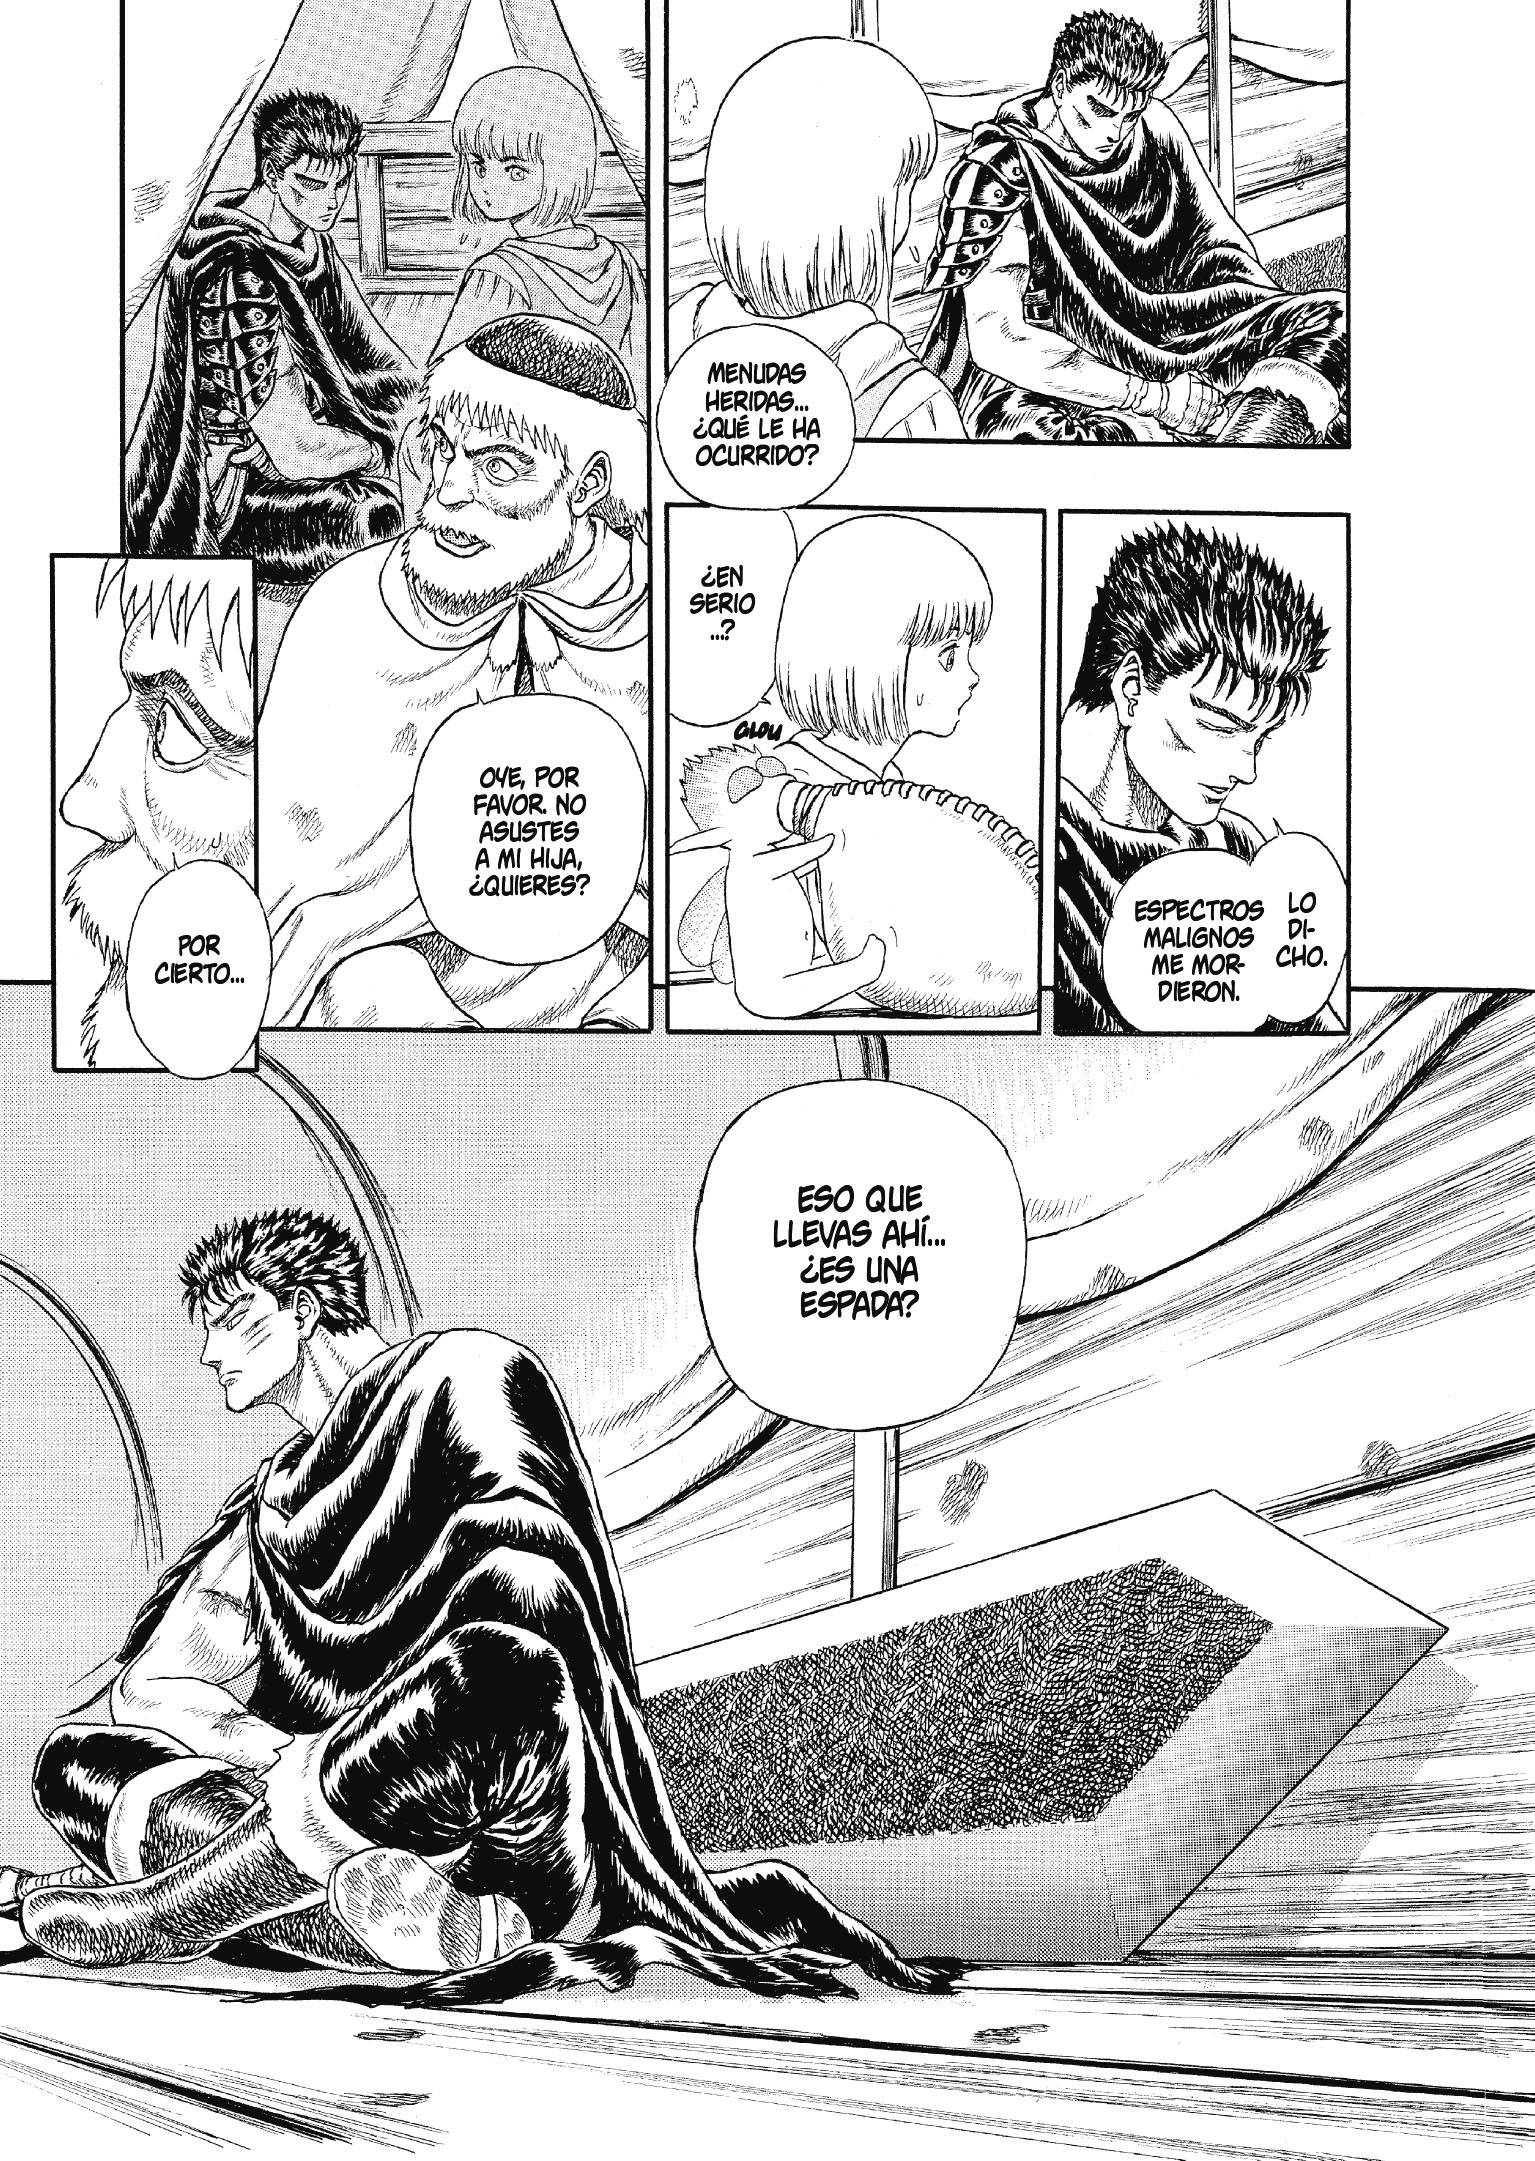 MENUDAS
HERIDAS...
¿QUÉ LE HA
OCURRIDO?
LO
DI-
CHO.
ESPECTROS
MALIGNOS
ME MOR-
DIERON.
¿EN
SERIO
...?
GLOU
OYE, POR
FAVOR. NO
ASUSTES
A MI HIJA,
¿QUIERES?
POR
CIERTO...
ESO QUE
LLEVAS AHÍ...
¿ES UNA
ESPADA?